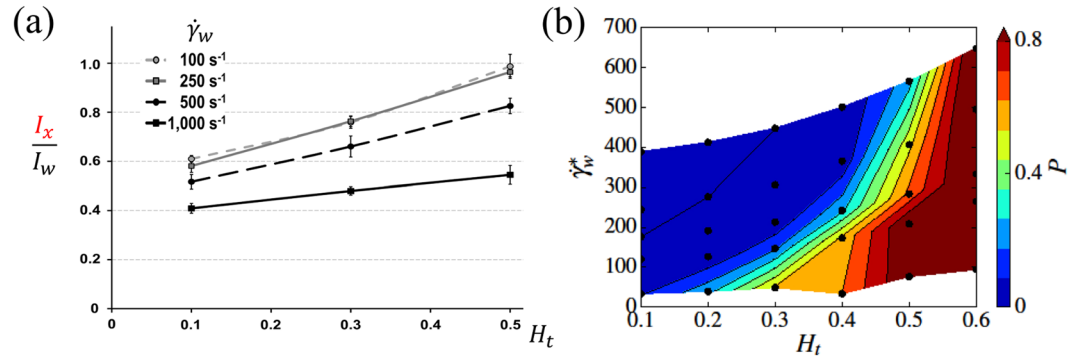 (a)
γ̇w
100 s⁻¹
250 s⁻¹
500 s⁻¹
1,000 s⁻¹
1.0
0.8
0.6
0.4
0.2
0
Ix
Iw
0 0.1 0.2 0.3 0.4 0.5 Ht
(b)
700
600
500
400
300
200
100
0
γ̇*w
0.1 0.2 0.3 0.4 0.5 0.6
Ht
0.8
0.4
0
P